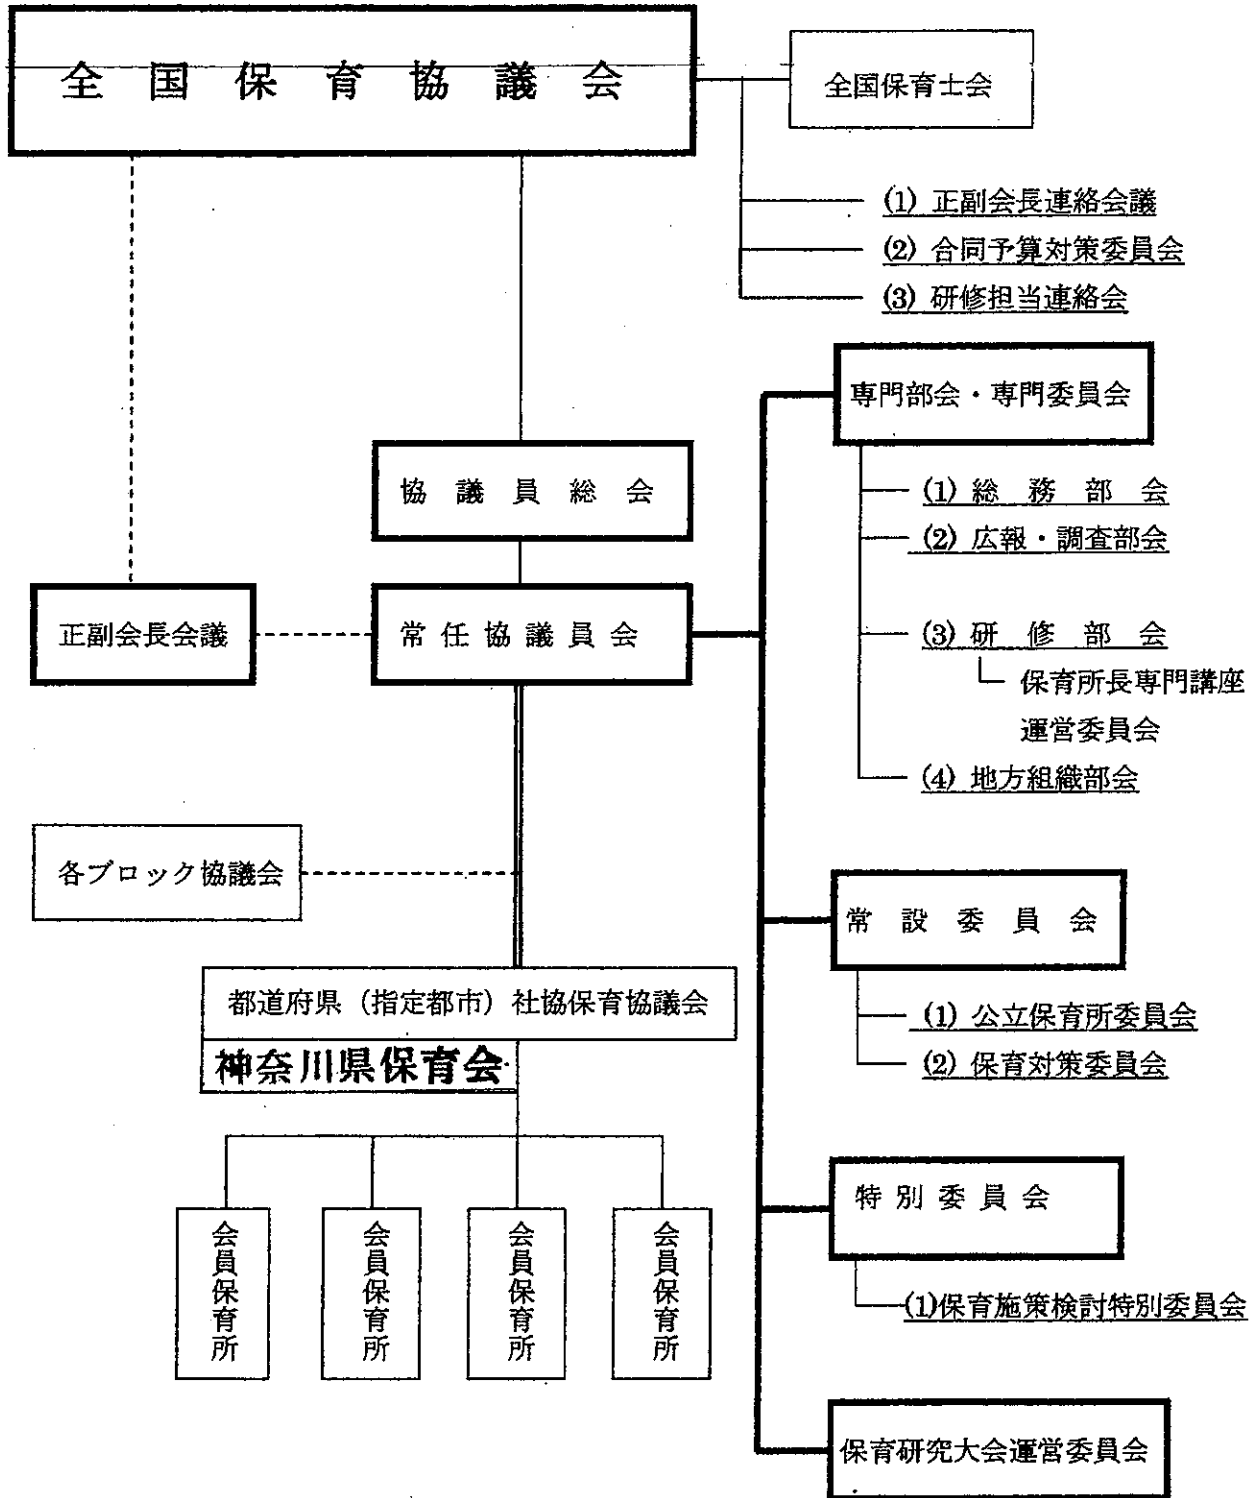 全国保育協議会
全国保育士会
(1) 正副会長連絡会議
(2) 合同予算対策委員会
(3) 研修担当連絡会
専門部会・専門委員会
(1) 総務部会
(2) 広報・調査部会
(3) 研修部会
保育所長専門講座
運営委員会
(4) 地方組織部会
協議員総会
正副会長会議
常任協議員会
各ブロック協議会
常設委員会
(1) 公立保育所委員会
(2) 保育対策委員会
都道府県（指定都市）社協保育協議会
神奈川県保育会
特別委員会
(1)保育施策検討特別委員会
会員保育所
会員保育所
会員保育所
会員保育所
保育研究大会運営委員会